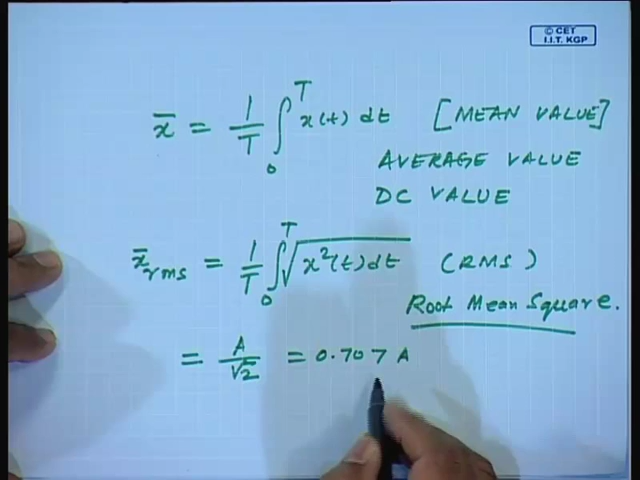 © CET
I.I.T. KGP
x̄ = 1/T ∫₀ᵀ x(t) dt [MEAN VALUE]
AVERAGE VALUE
DC VALUE
x̄rms = 1/T ∫₀ᵀ √x²(t)dt (RMS)
Root Mean Square.
= A/√2 = 0.707 A